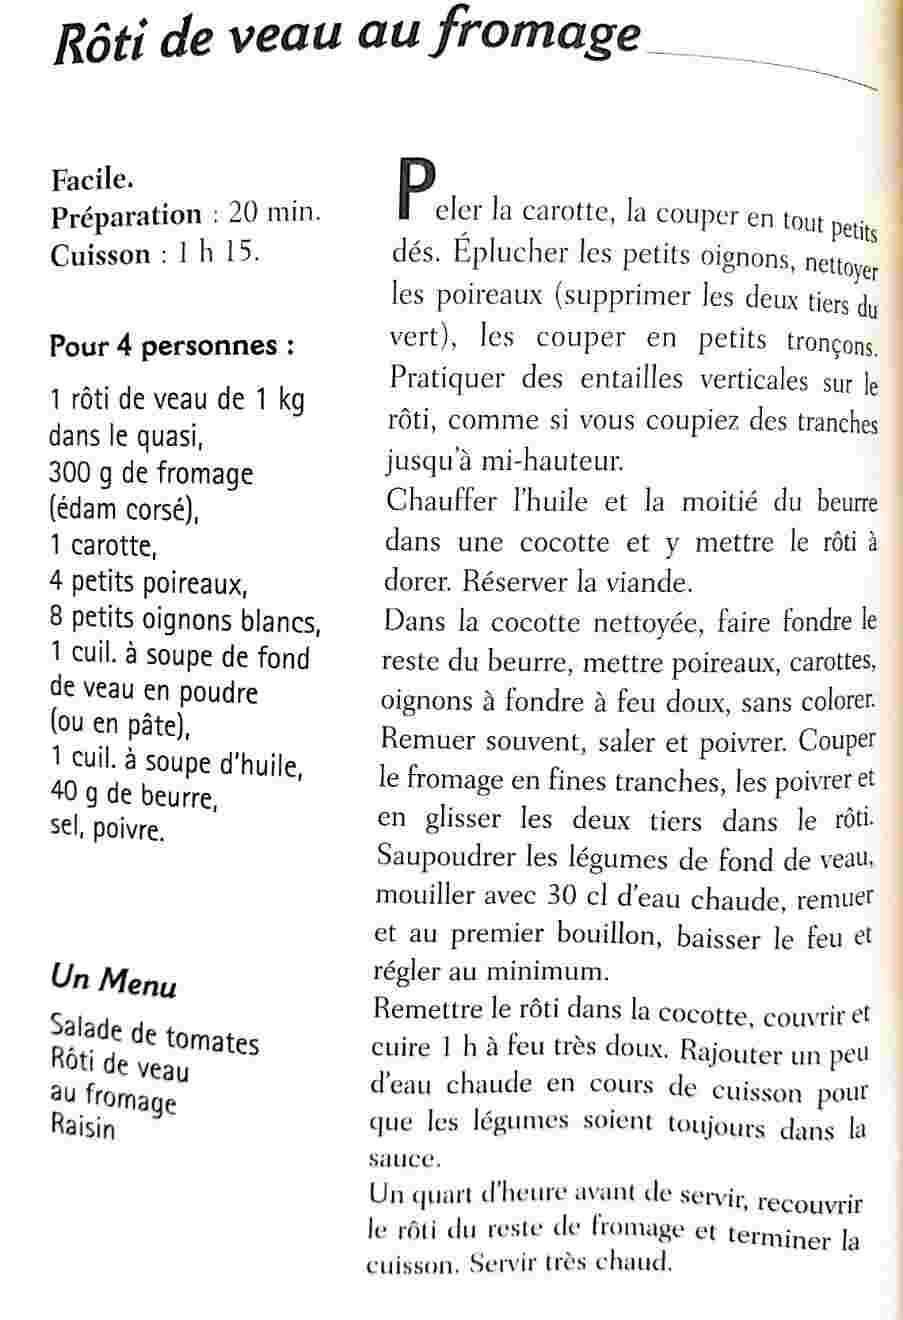 Rôti de veau au fromage
Facile.
Préparation : 20 min.
Cuisson : 1 h 15.
Pour 4 personnes :
1 rôti de veau de 1 kg
dans le quasi,
300 g de fromage
(édam corsé),
1 carotte,
4 petits poireaux,
8 petits oignons blancs,
1 cuil. à soupe de fond
de veau en poudre
(ou en pâte),
1 cuil. à soupe d'huile,
40 g de beurre,
sel, poivre.
Un Menu
Salade de tomates
Rôti de veau
au fromage
Raisin
Peler la carotte, la couper en tout petits
dés. Éplucher les petits oignons, nettoyer
les poireaux (supprimer les deux tiers du
vert), les couper en petits tronçons.
Pratiquer des entailles verticales sur le
rôti, comme si vous coupiez des tranches
jusqu'à mi-hauteur.
Chauffer l'huile et la moitié du beurre
dans une cocotte et y mettre le rôti à
dorer. Réserver la viande.
Dans la cocotte nettoyée, faire fondre le
reste du beurre, mettre poireaux, carottes,
oignons à fondre à feu doux, sans colorer.
Remuer souvent, saler et poivrer. Couper
le fromage en fines tranches, les poivrer et
en glisser les deux tiers dans le rôti.
Saupoudrer les légumes de fond de veau,
mouiller avec 30 cl d'eau chaude, remuer
et au premier bouillon, baisser le feu et
régler au minimum.
Remettre le rôti dans la cocotte, couvrir et
cuire 1 h à feu très doux. Rajouter un peu
d'eau chaude en cours de cuisson pour
que les légumes soient toujours dans la
sauce.
Un quart d'heure avant de servir, recouvrir
le rôti du reste de fromage et terminer la
cuisson. Servir très chaud.